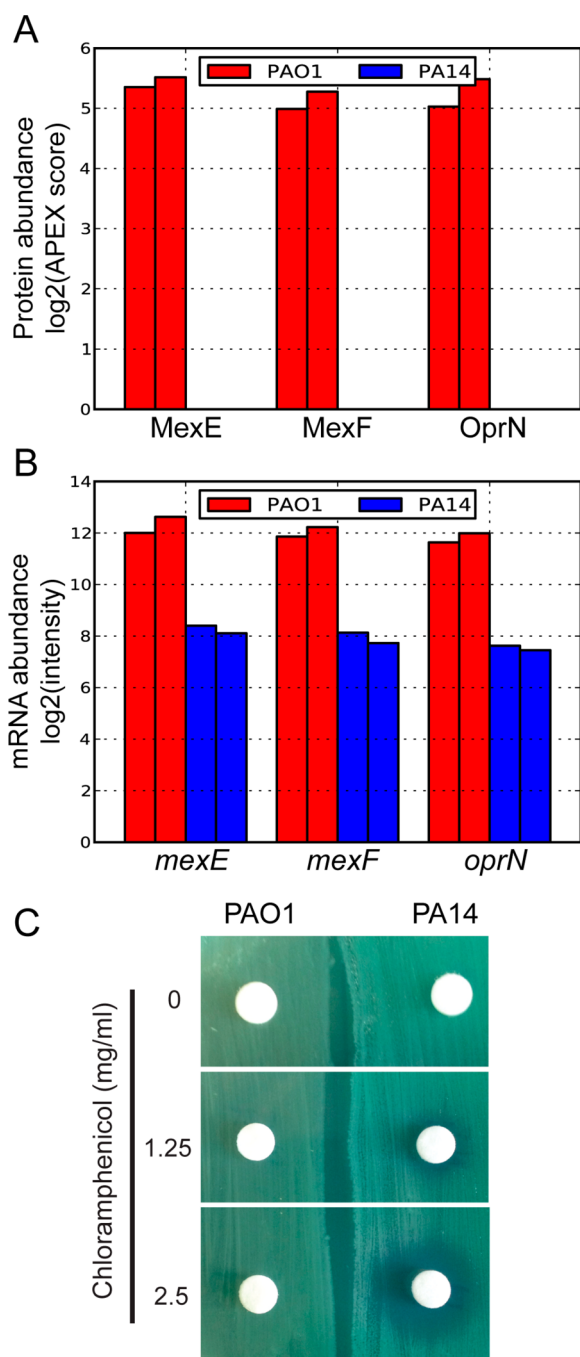 A
Protein abundance
log2(APEX score)
6
5
4
3
2
1
0
PAO1 PA14
MexE MexF OprN
B
mRNA abundance
log2(intensity)
14
12
10
8
6
4
2
0
PAO1 PA14
mexE mexF oprN
C
PAO1 PA14
Chloramphenicol (mg/ml)
0
1.25
2.5